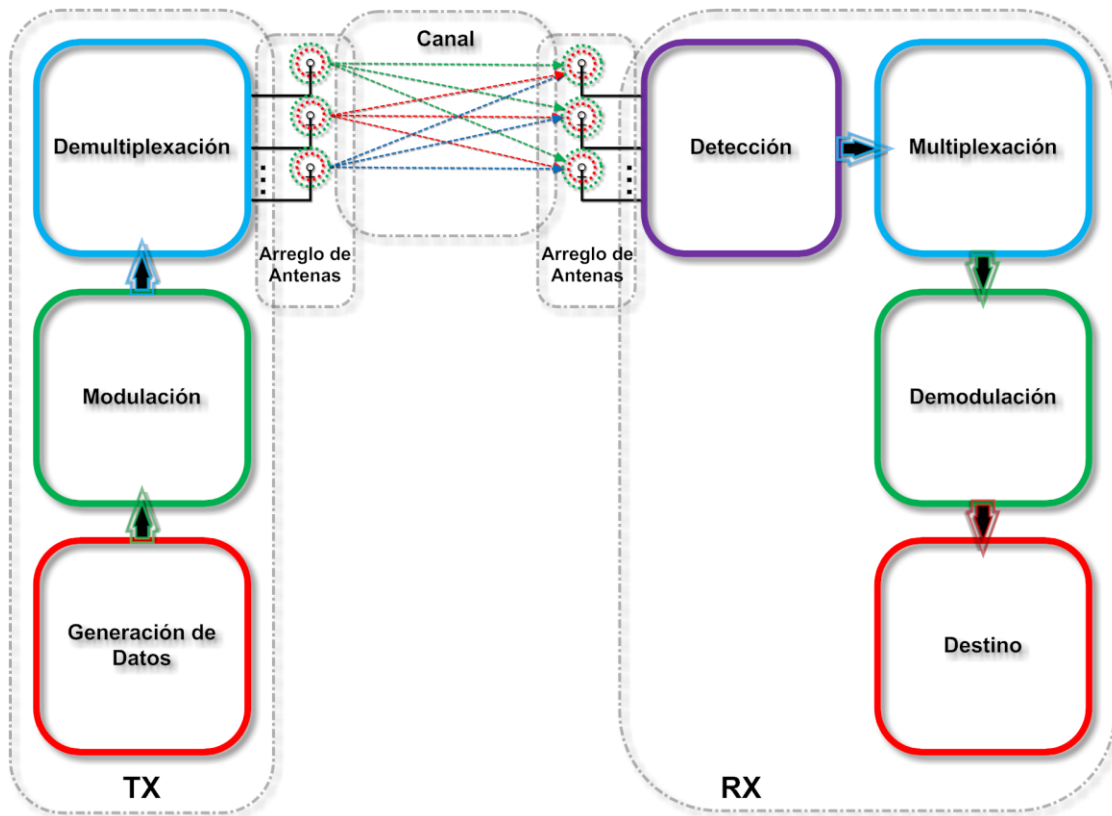 Canal
Demultiplexación
Detección
Multiplexación
Arreglo de
Antenas
Arreglo de
Antenas
Modulación
Demodulación
Generación de
Datos
Destino
TX
RX